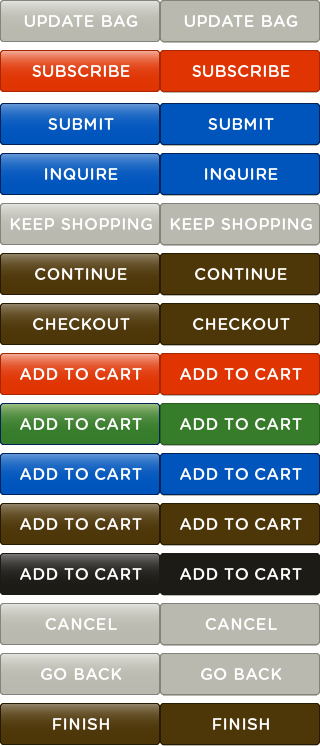 UPDATE BAG UPDATE BAG
SUBSCRIBE SUBSCRIBE
SUBMIT SUBMIT
INQUIRE INQUIRE
KEEP SHOPPING KEEP SHOPPING
CONTINUE CONTINUE
CHECKOUT CHECKOUT
ADD TO CART ADD TO CART
ADD TO CART ADD TO CART
ADD TO CART ADD TO CART
ADD TO CART ADD TO CART
ADD TO CART ADD TO CART
CANCEL CANCEL
GO BACK GO BACK
FINISH FINISH